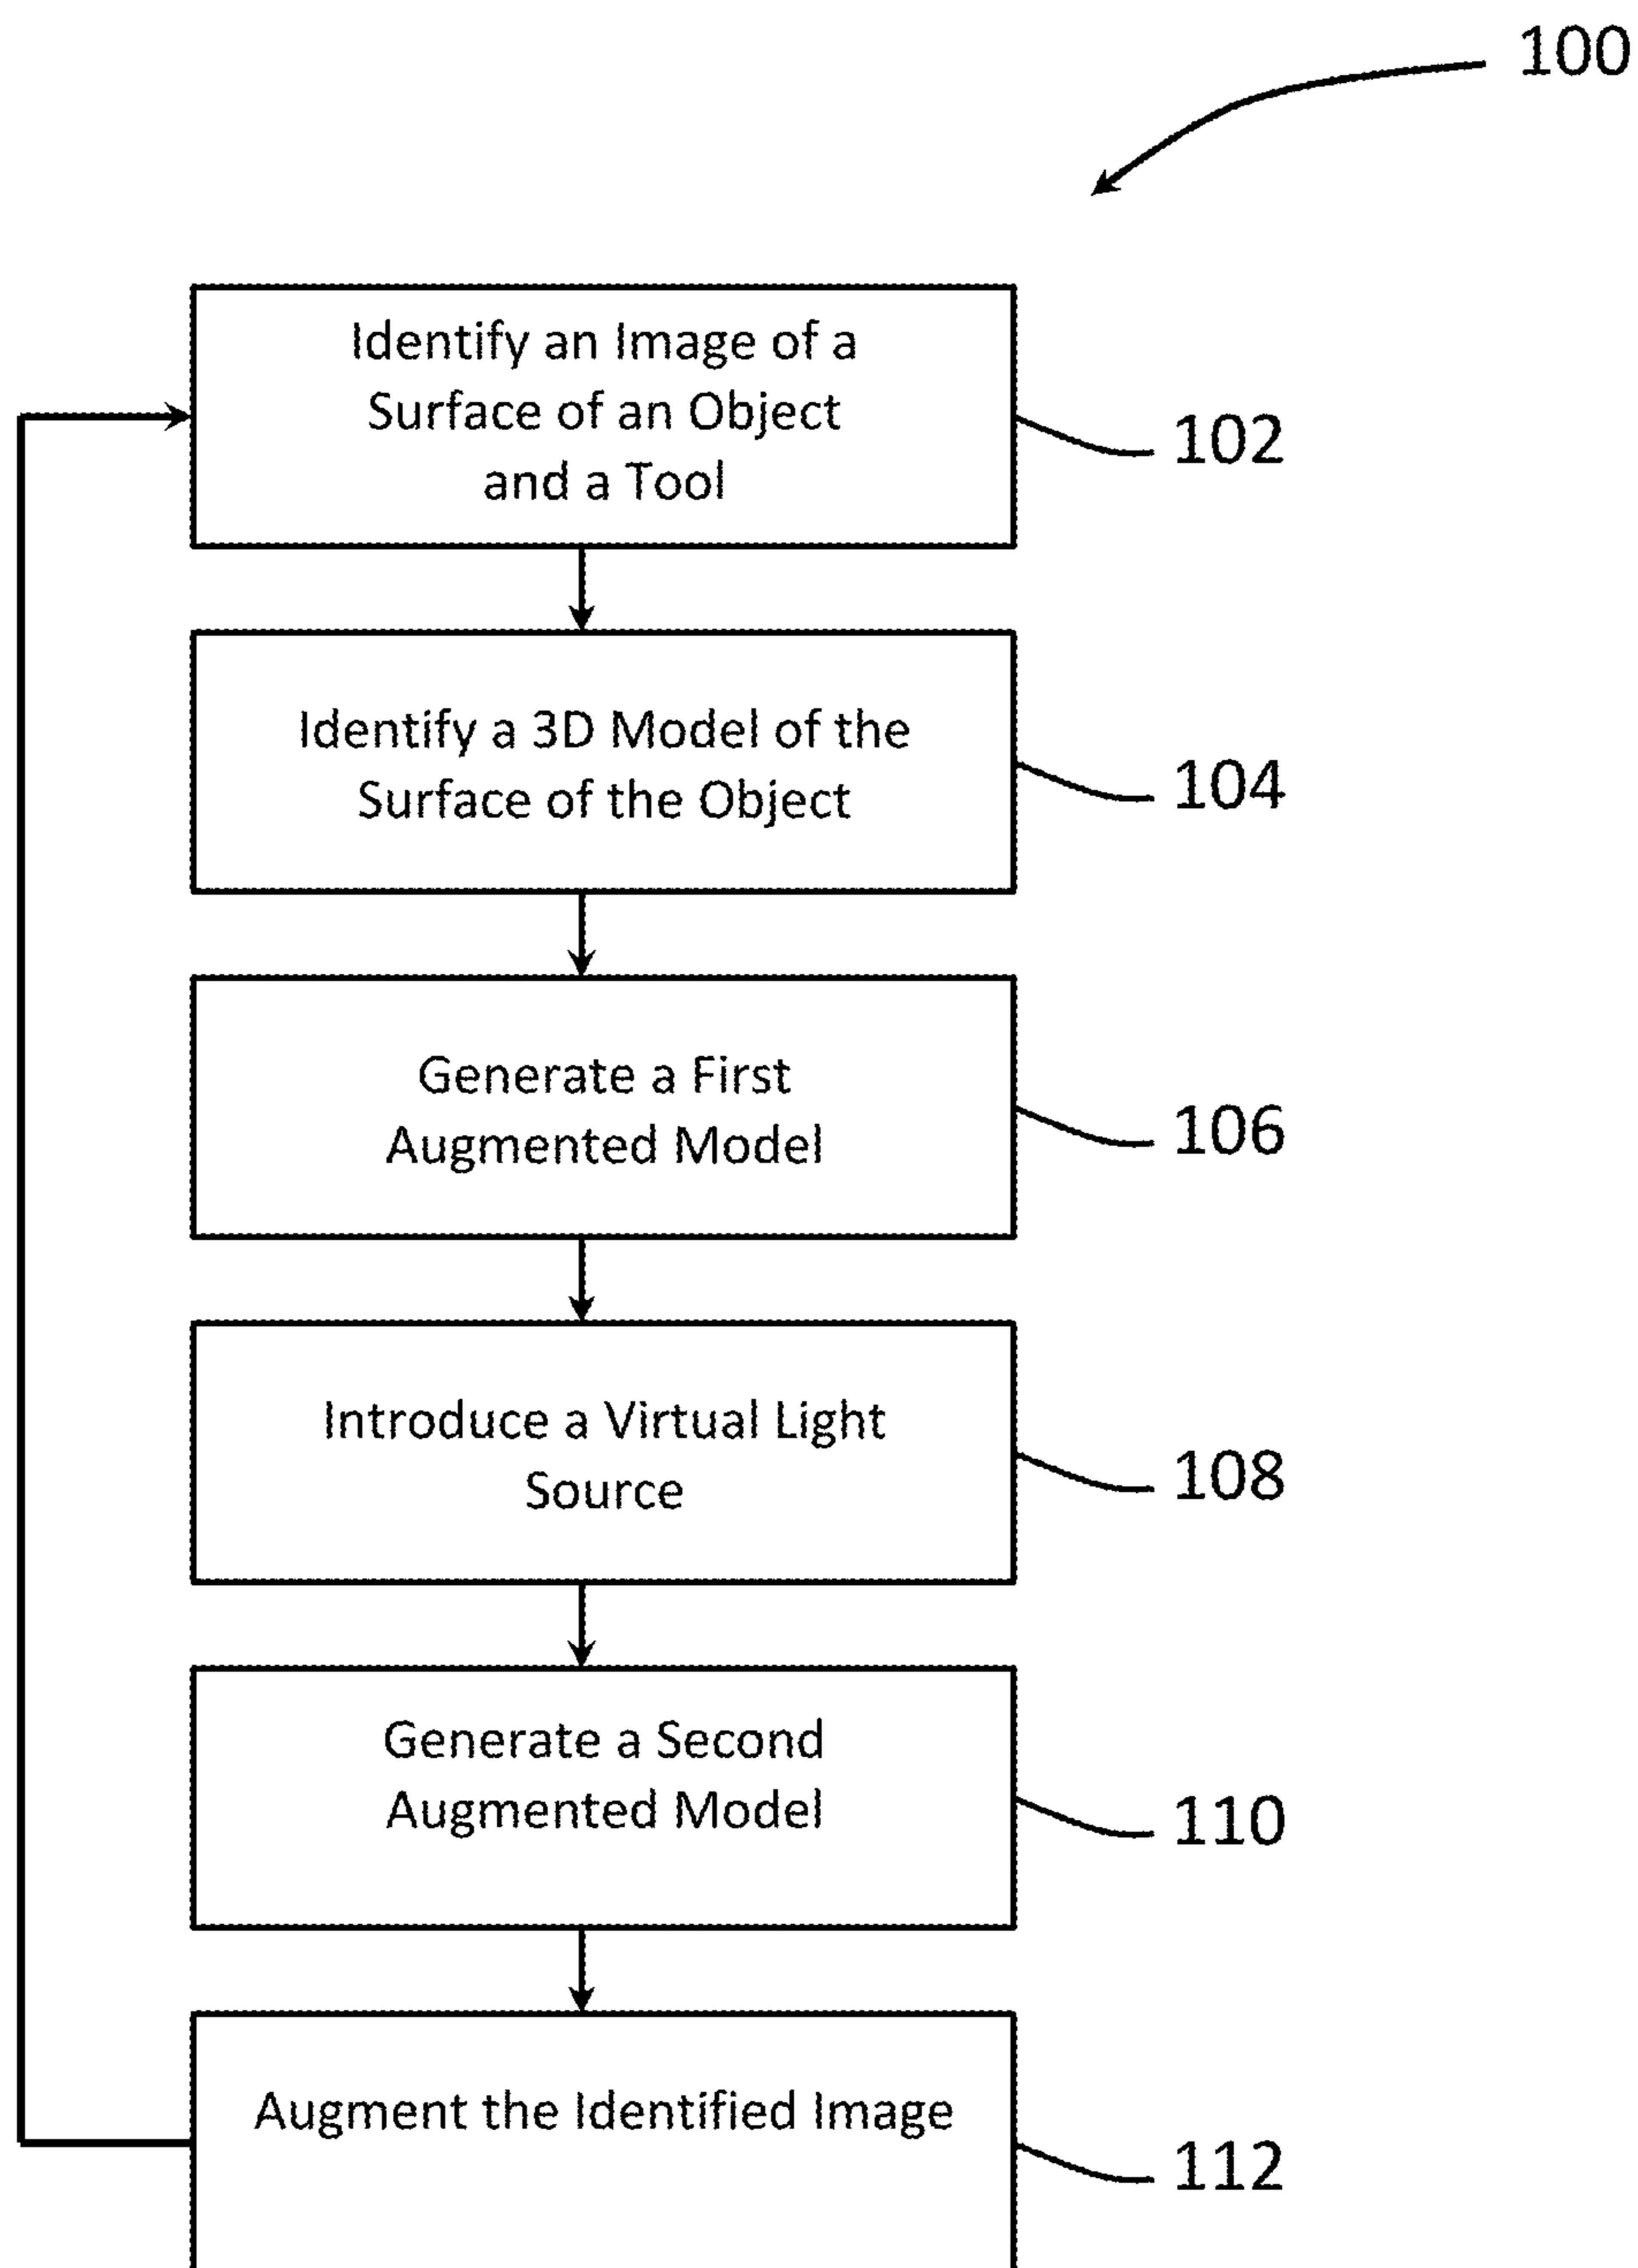 100
Identify an Image of a
Surface of an Object
and a Tool
102
Identify a 3D Model of the
Surface of the Object
104
Generate a First
Augmented Model
106
Introduce a Virtual Light
Source
108
Generate a Second
Augmented Model
110
Augment the Identified Image
112